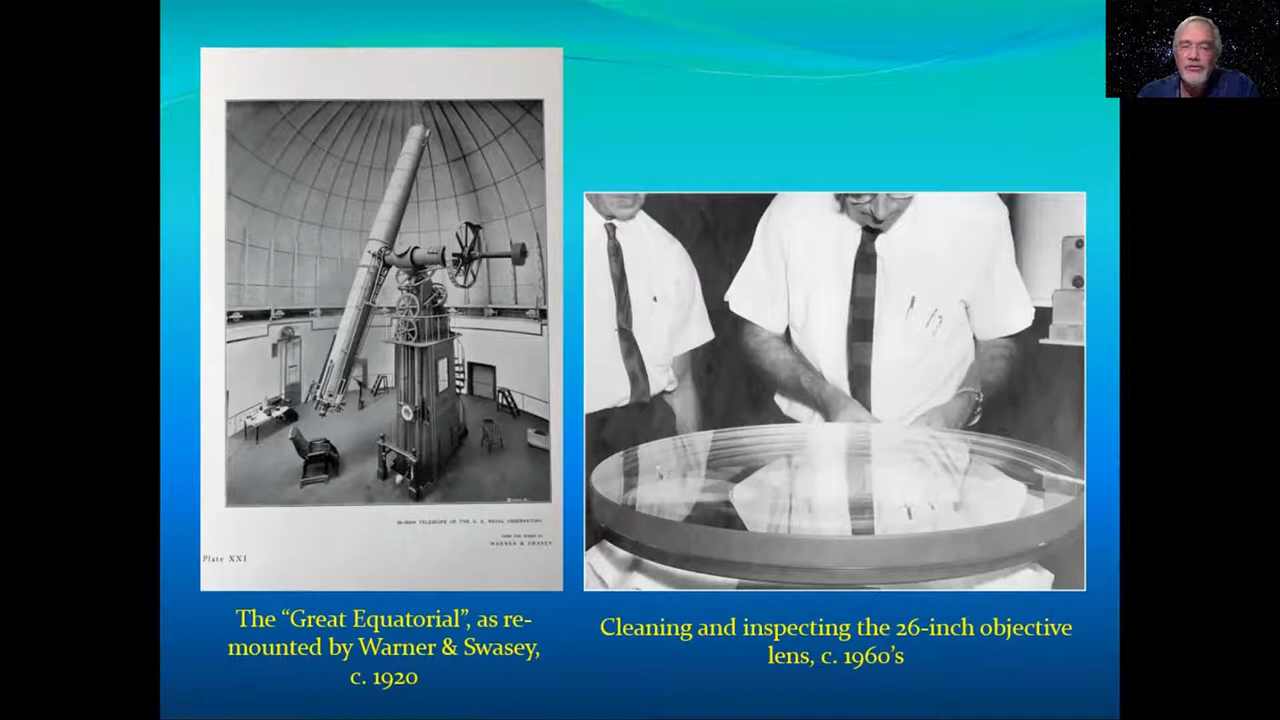 26-INCH TELESCOPE OF THE U. S. NAVAL OBSERVATORY
WARNER & SWASEY
Plate XXI
The “Great Equatorial”, as re-
mounted by Warner & Swasey,
c. 1920
Cleaning and inspecting the 26-inch objective
lens, c. 1960’s